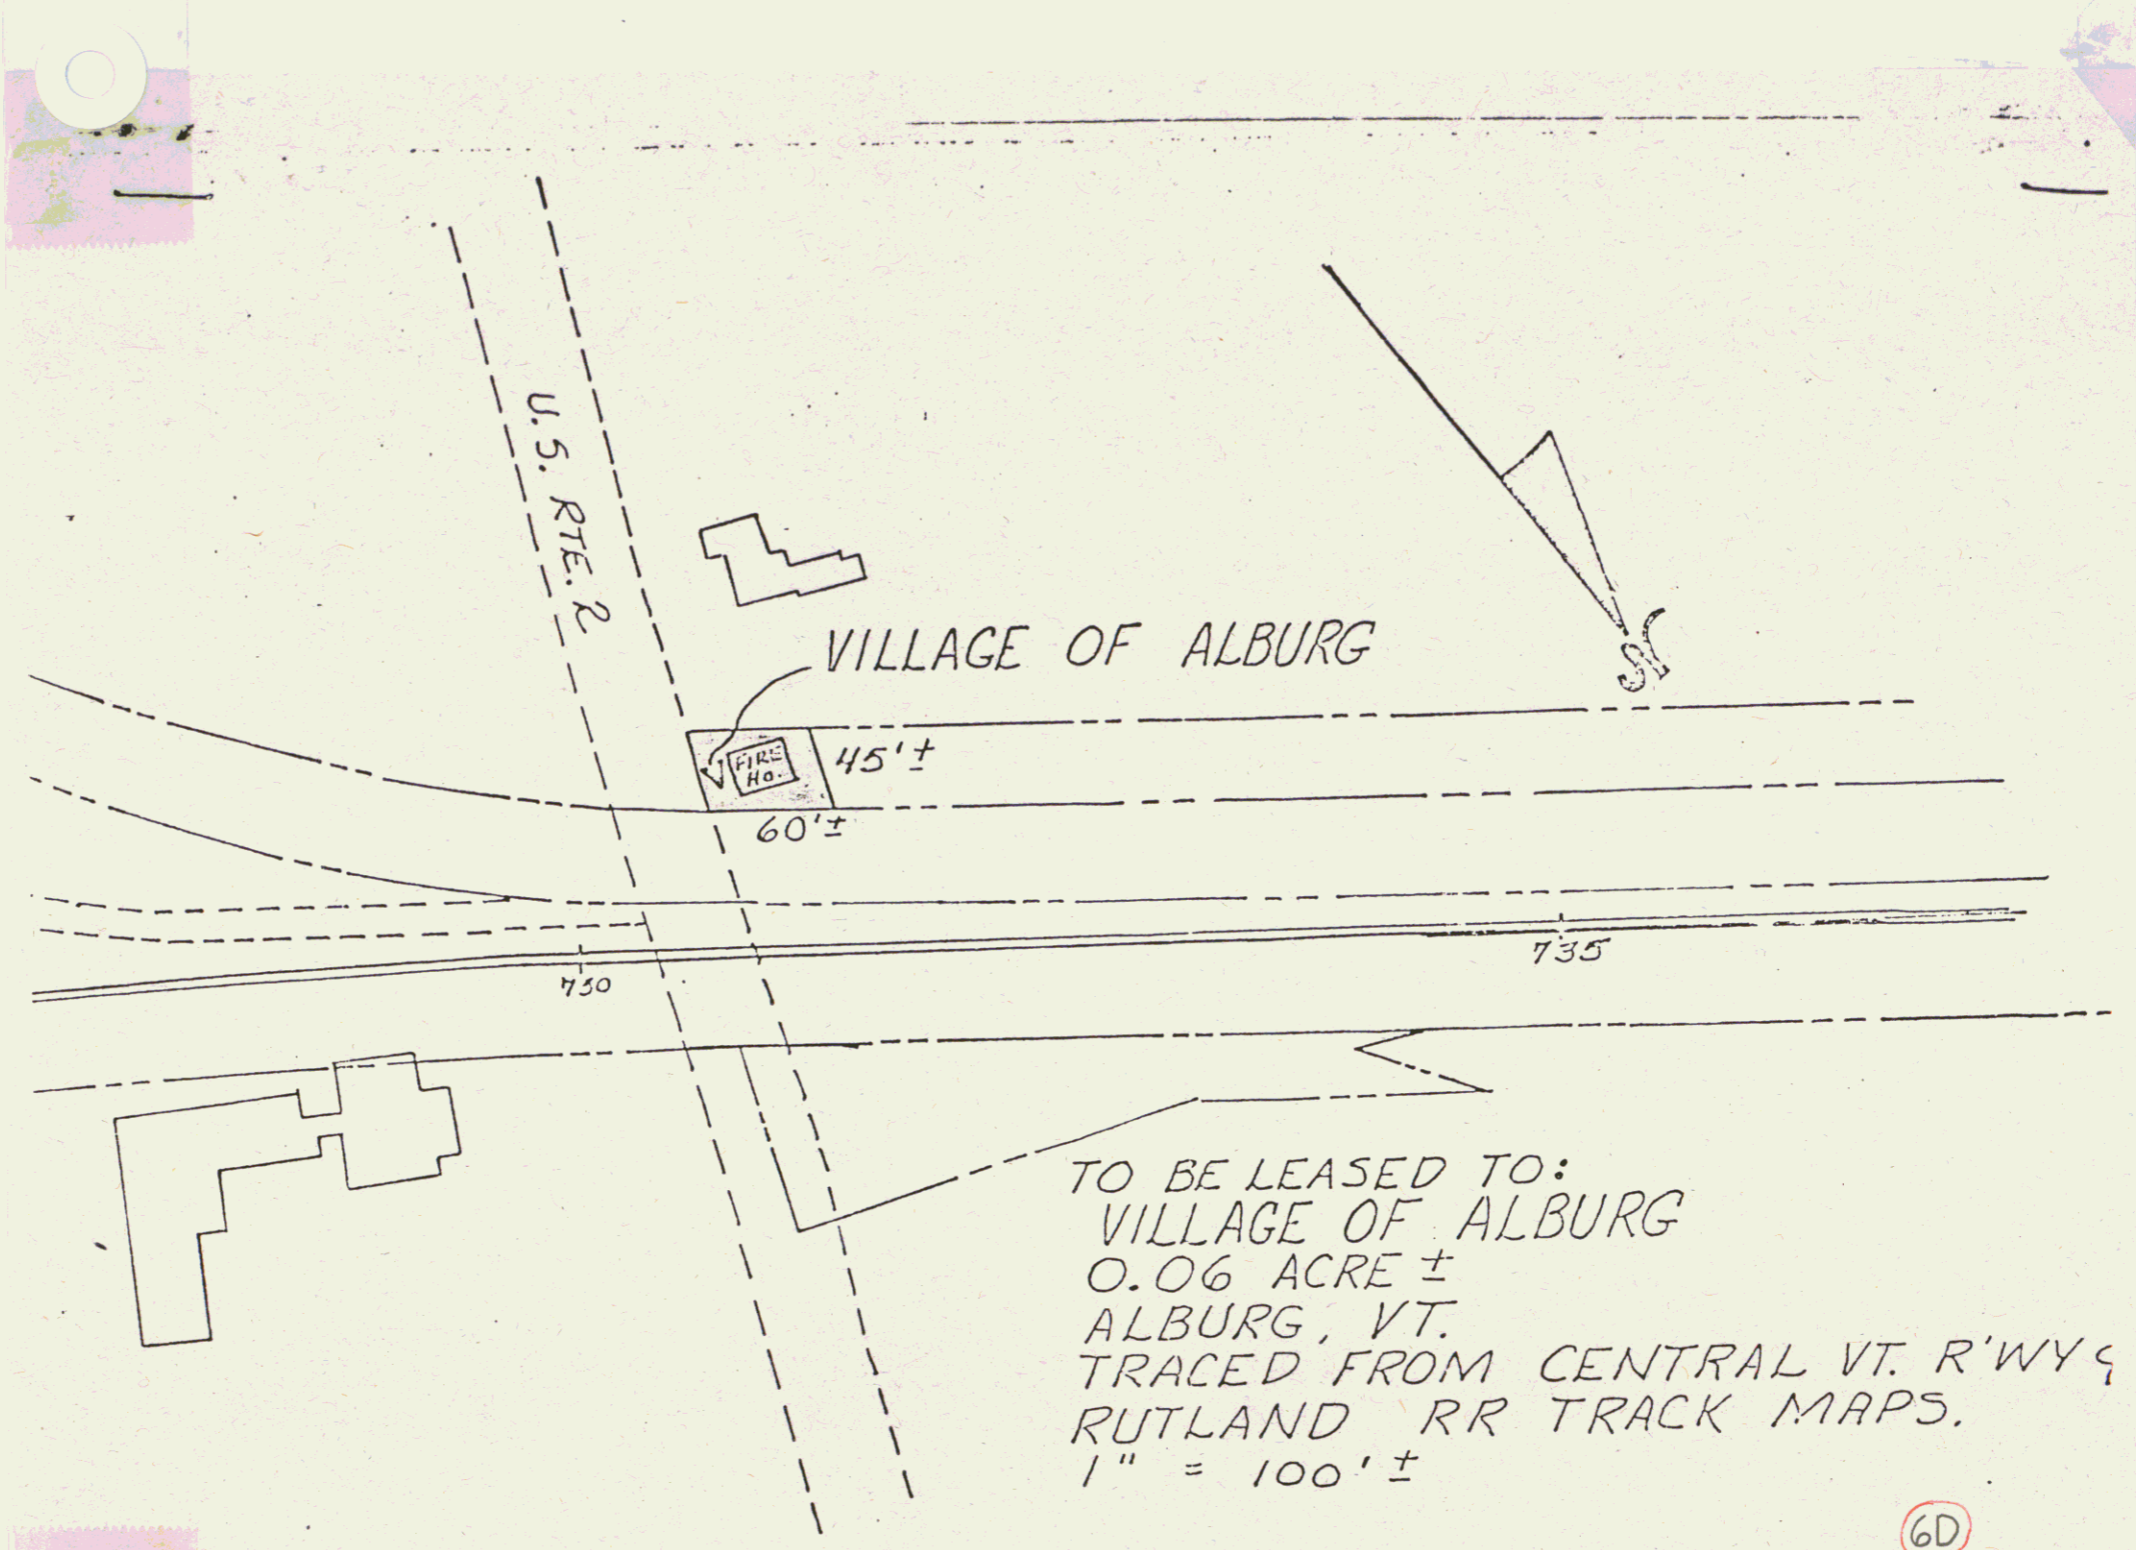 U.S. RTE. 2
VILLAGE OF ALBURG
FIRE
HO.
45'±
60'±
N
730
735
TO BE LEASED TO:
VILLAGE OF ALBURG
0.06 ACRE ±
ALBURG, VT.
TRACED FROM CENTRAL VT. R'WY &
RUTLAND RR TRACK MAPS.
1" = 100'±
6D